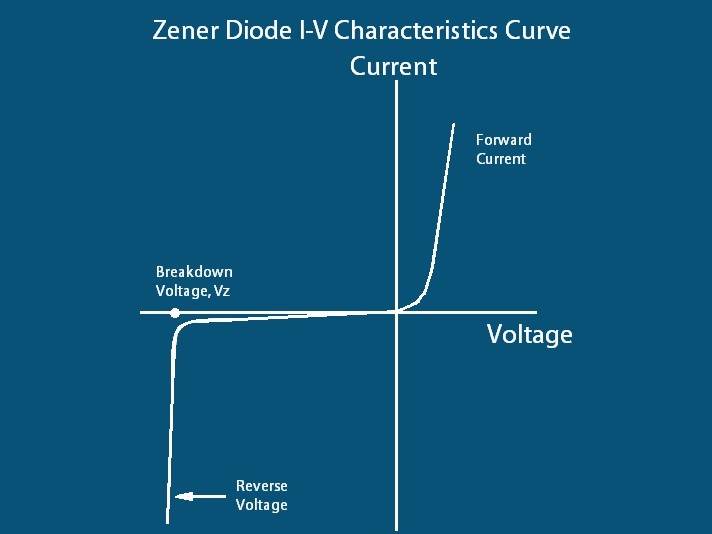 Zener Diode I-V Characteristics Curve
Current
Forward
Current
Breakdown
Voltage, Vz
Voltage
Reverse
Voltage